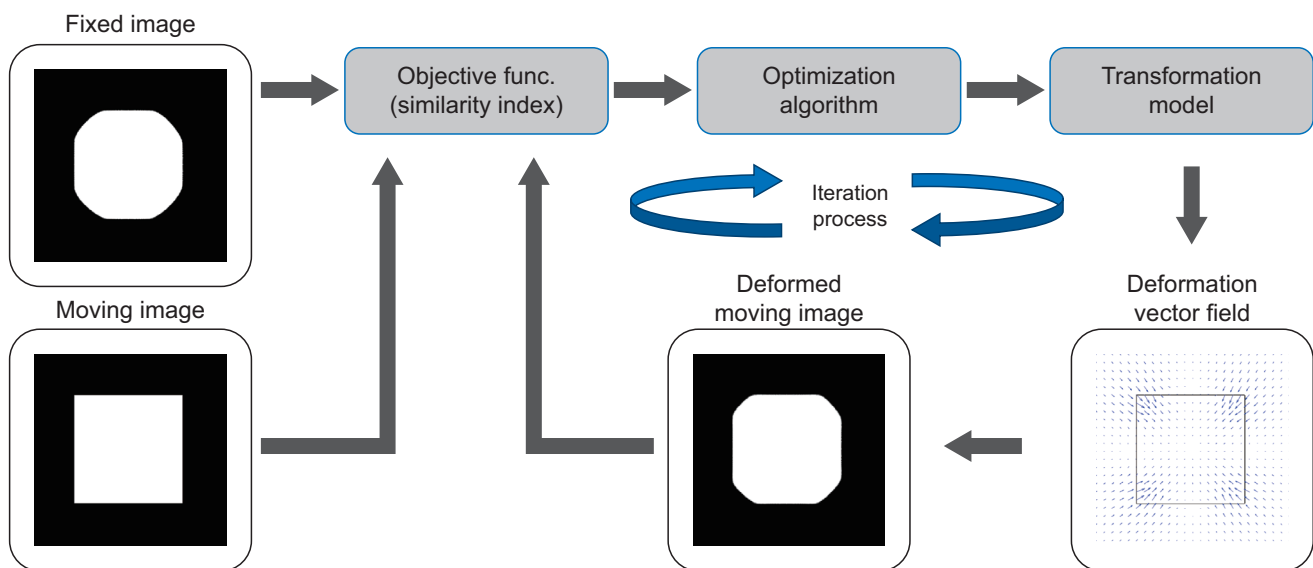 Fixed image
Objective func.
(similarity index)
Optimization
algorithm
Transformation
model
Iteration
process
Moving image
Deformed
moving image
Deformation
vector field